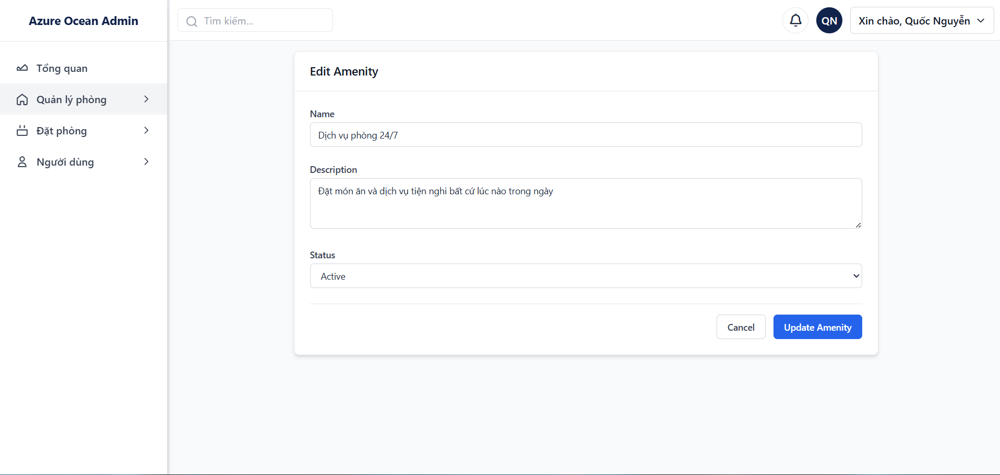 Azure Ocean Admin
Tìm kiếm...
QN
Xin chào, Quốc Nguyễn
Tổng quan
Quản lý phòng
Đặt phòng
Người dùng
Edit Amenity
Name
Dịch vụ phòng 24/7
Description
Đặt món ăn và dịch vụ tiện nghi bất cứ lúc nào trong ngày
Status
Active
Cancel
Update Amenity